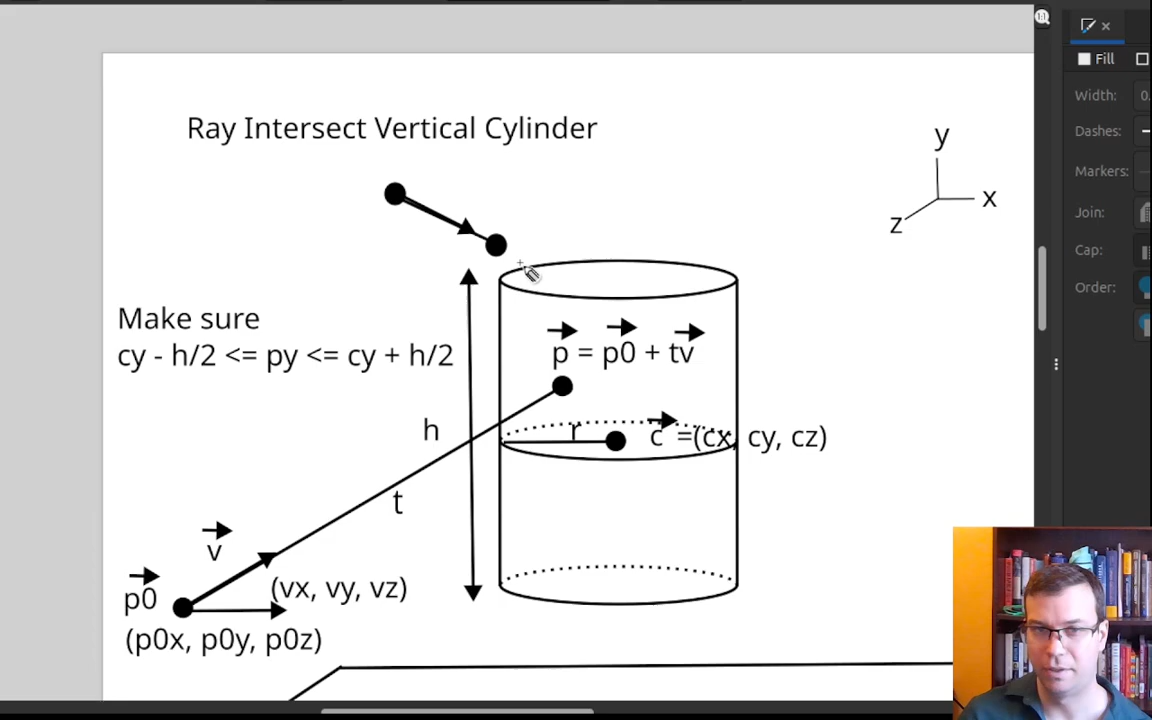 Fill
Width: 0.
Dashes:
Markers:
Join:
Cap:
Order:
Ray Intersect Vertical Cylinder
y
x
z
Make sure
cy - h/2 <= py <= cy + h/2
p = p0 + tv
h
r
c =(cx, cy, cz)
t
v
(vx, vy, vz)
p0
(p0x, p0y, p0z)